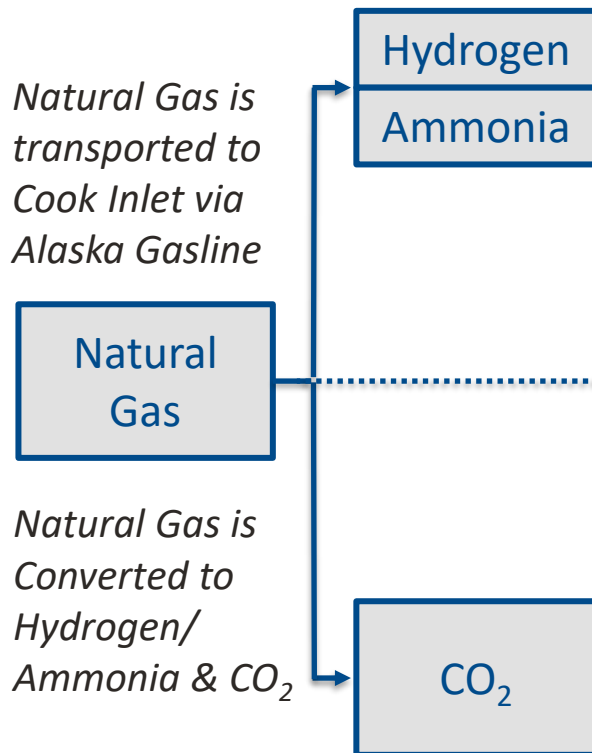 Hydrogen
Ammonia
Natural Gas is
transported to
Cook Inlet via
Alaska Gasline
Natural
Gas
Natural Gas is
Converted to
Hydrogen/
Ammonia & CO₂
CO₂